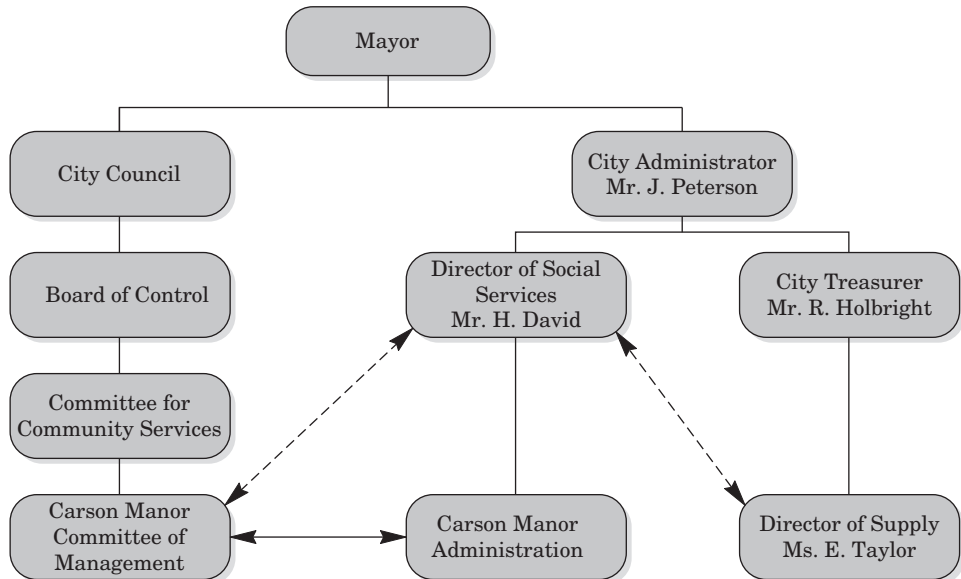 Mayor
City Council
City Administrator
Mr. J. Peterson
Board of Control
Director of Social
Services
Mr. H. David
City Treasurer
Mr. R. Holbright
Committee for
Community Services
Carson Manor
Committee of
Management
Carson Manor
Administration
Director of Supply
Ms. E. Taylor